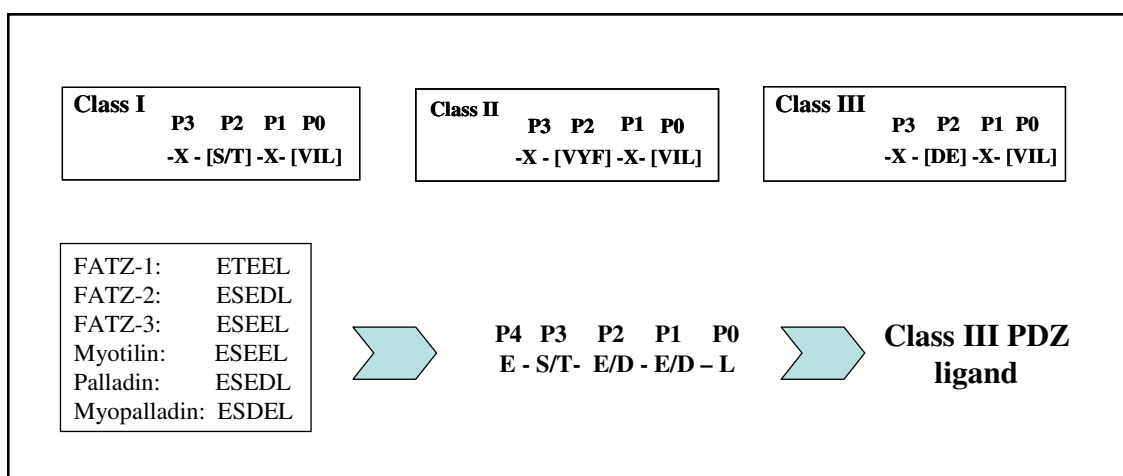 Class I
P3 P2 P1 P0
-X - [S/T] -X- [VIL]
Class II
P3 P2 P1 P0
-X - [VYF] -X- [VIL]
Class III
P3 P2 P1 P0
-X - [DE] -X- [VIL]
FATZ-1: ETEEL
FATZ-2: ESEDL
FATZ-3: ESEEL
Myotilin: ESEEL
Palladin: ESEDL
Myopalladin: ESDEL
P4 P3 P2 P1 P0
E - S/T- E/D - E/D – L
Class III PDZ
ligand